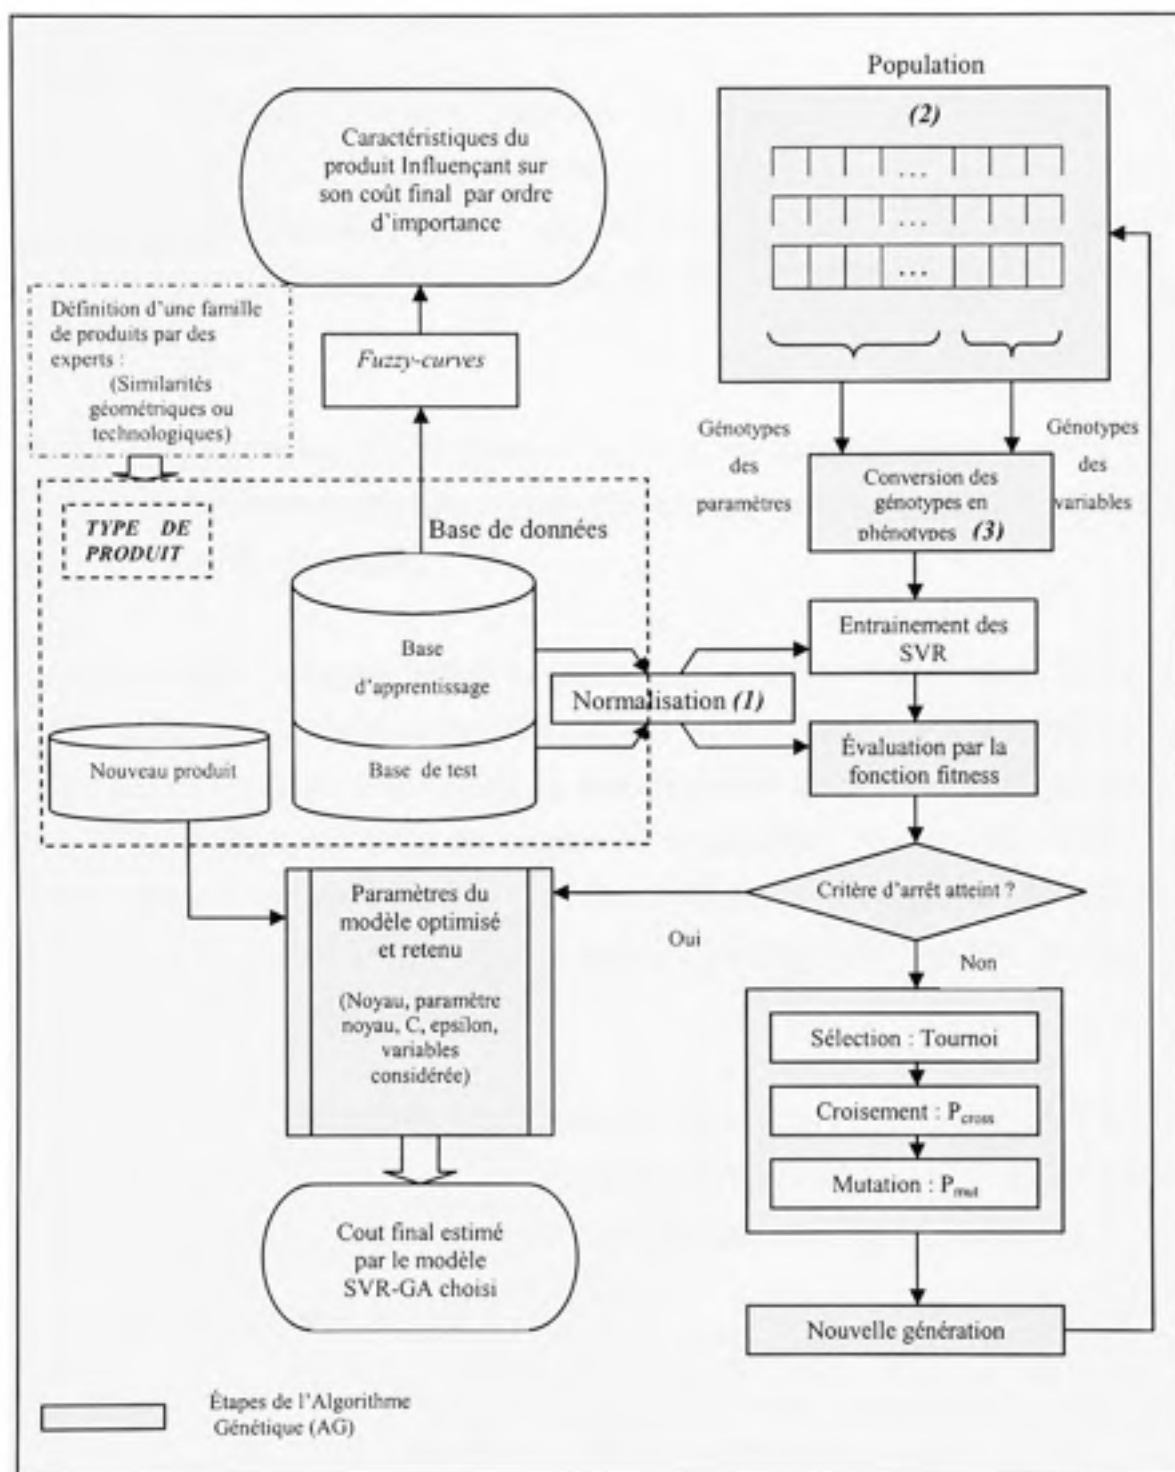 Population
(2)
Caractéristiques du
produit Influençant sur
son coût final par ordre
d'importance
...
...
...
Définition d'une famille
de produits par des
experts :
(Similarités
géométriques ou
technologiques)
Fuzzy-curves
Génotypes
des
paramètres
Génotypes
des
variables
Conversion des
génotypes en
phénotypes (3)
TYPE DE
PRODUIT
Base de données
Base
d'apprentissage
Base de test
Nouveau produit
Normalisation (1)
Entrainement des
SVR
Évaluation par la
fonction fitness
Critère d'arrêt atteint ?
Oui
Non
Paramètres du
modèle optimisé
et retenu
(Noyau, paramètre
noyau, C, epsilon,
variables
considérée)
Sélection : Tournoi
Croisement : Pcross
Mutation : Pmut
Cout final estimé
par le modèle
SVR-GA choisi
Nouvelle génération
Étapes de l'Algorithme
Génétique (AG)